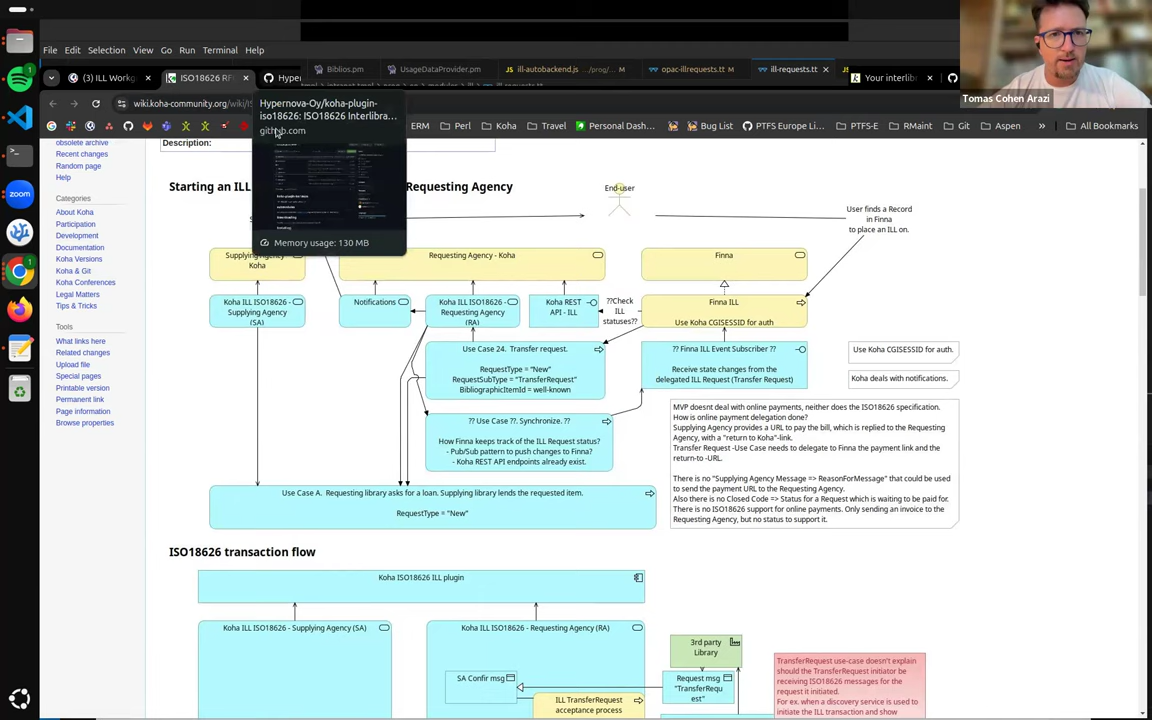 File Edit Selection View Go Run Terminal Help
Biblios.pm
UsageDataProvider.pm
JS ill-autobackend.js .../prog/... M
opac-illrequests.tt M
ill-requests.tt
(3) ILL Workg
ISO18626 RF
Hyper
Your interlib
wiki.koha-community.org/wiki/IS
Hypernova-Oy/koha-plugin-
iso18626: ISO18626 Interlibra...
github.com
Memory usage: 130 MB
ERM
Perl
Koha
Travel
Personal Dash...
Bug List
PTFS Europe Li...
PTFS-E
RMaint
Git
Aspen
»
All Bookmarks
Tomas Cohen Arazi
obsolete archive
Recent changes
Random page
Help
Categories
About Koha
Participation
Development
Documentation
Koha Versions
Koha & Git
Koha Conferences
Legal Matters
Tips & Tricks
Tools
What links here
Related changes
Upload file
Special pages
Printable version
Permanent link
Page information
Browse properties
Description:
Starting an ILL
Requesting Agency
End-user
User finds a Record
in Finna
to place an ILL on.
Supplying Agency
Koha
Requesting Agency - Koha
Finna
Koha ILL ISO18626 -
Supplying Agency
(SA)
Notifications
Koha ILL ISO18626 -
Requesting Agency
(RA)
Koha REST
API - ILL
??Check
ILL
statuses??
Finna ILL
Use Koha CGISESSID for auth
Use Case 24. Transfer request.
RequestType = "New"
RequestSubType = "TransferRequest"
BibliographicItemId = well-known
?? Finna ILL Event Subscriber ??
Receive state changes from the
delegated ILL Request (Transfer Request)
Use Koha CGISESSID for auth.
Koha deals with notifications.
?? Use Case ??. Synchronize. ??
How Finna keeps track of the ILL Request status?
- Pub/Sub pattern to push changes to Finna?
- Koha REST API endpoints already exist.
MVP doesnt deal with online payments, neither does the ISO18626 specification.
How is online payment delegation done?
Supplying Agency provides a URL to pay the bill, which is replied to the Requesting
Agency, with a "return to Koha"-link.
Transfer Request -Use Case needs to delegate to Finna the payment link and the
return-to -URL.
There is no "Supplying Agency Message => ReasonForMessage" that could be used
to send the payment URL to the Requesting Agency.
Also there is no Closed Code => Status for a Request which is waiting to be paid for.
There is no ISO18626 support for online payments. Only sending an invoice to the
Requesting Agency, but no status to support it.
Use Case A. Requesting library asks for a loan. Supplying library lends the requested item.
RequestType = "New"
ISO18626 transaction flow
Koha ISO18626 ILL plugin
Koha ILL ISO18626 - Supplying Agency (SA)
Koha ILL ISO18626 - Requesting Agency (RA)
3rd party
Library
SA Confir msg
Request msg
"TransferRequ
est"
ILL TransferRequest
acceptance process
TransferRequest use-case doesn't explain
should the TransferRequest initiator be
receiving ISO18626 messages for the
request it initiated.
For ex. when a discovery service is used to
initiate the ILL transaction and show